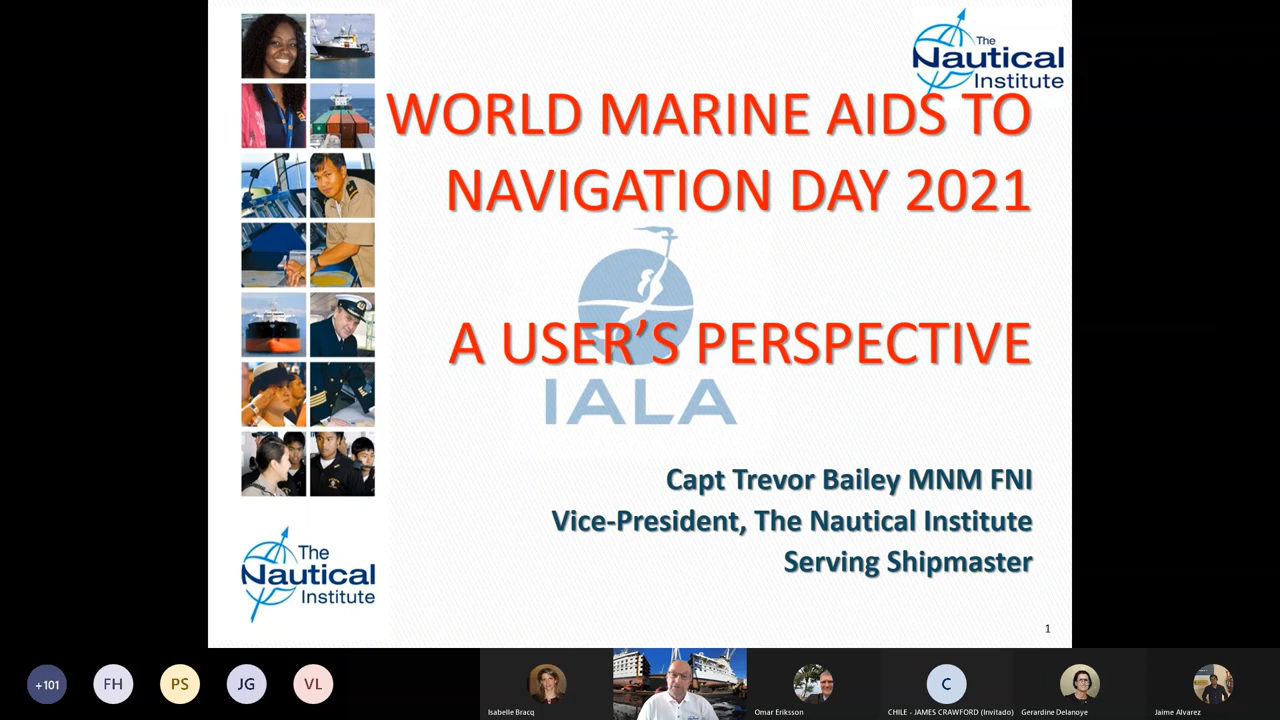 The
Nautical
Institute
WORLD MARINE AIDS TO
NAVIGATION DAY 2021
A USER'S PERSPECTIVE
IALA
Capt Trevor Bailey MNM FNI
Vice-President, The Nautical Institute
Serving Shipmaster
The
Nautical
Institute
1
+101
FH
PS
JG
VL
C
Isabelle Bracq
Omar Eriksson
CHILE - JAMES CRAWFORD (Invitado)
Gerardine Delanoye
Jaime Alvarez